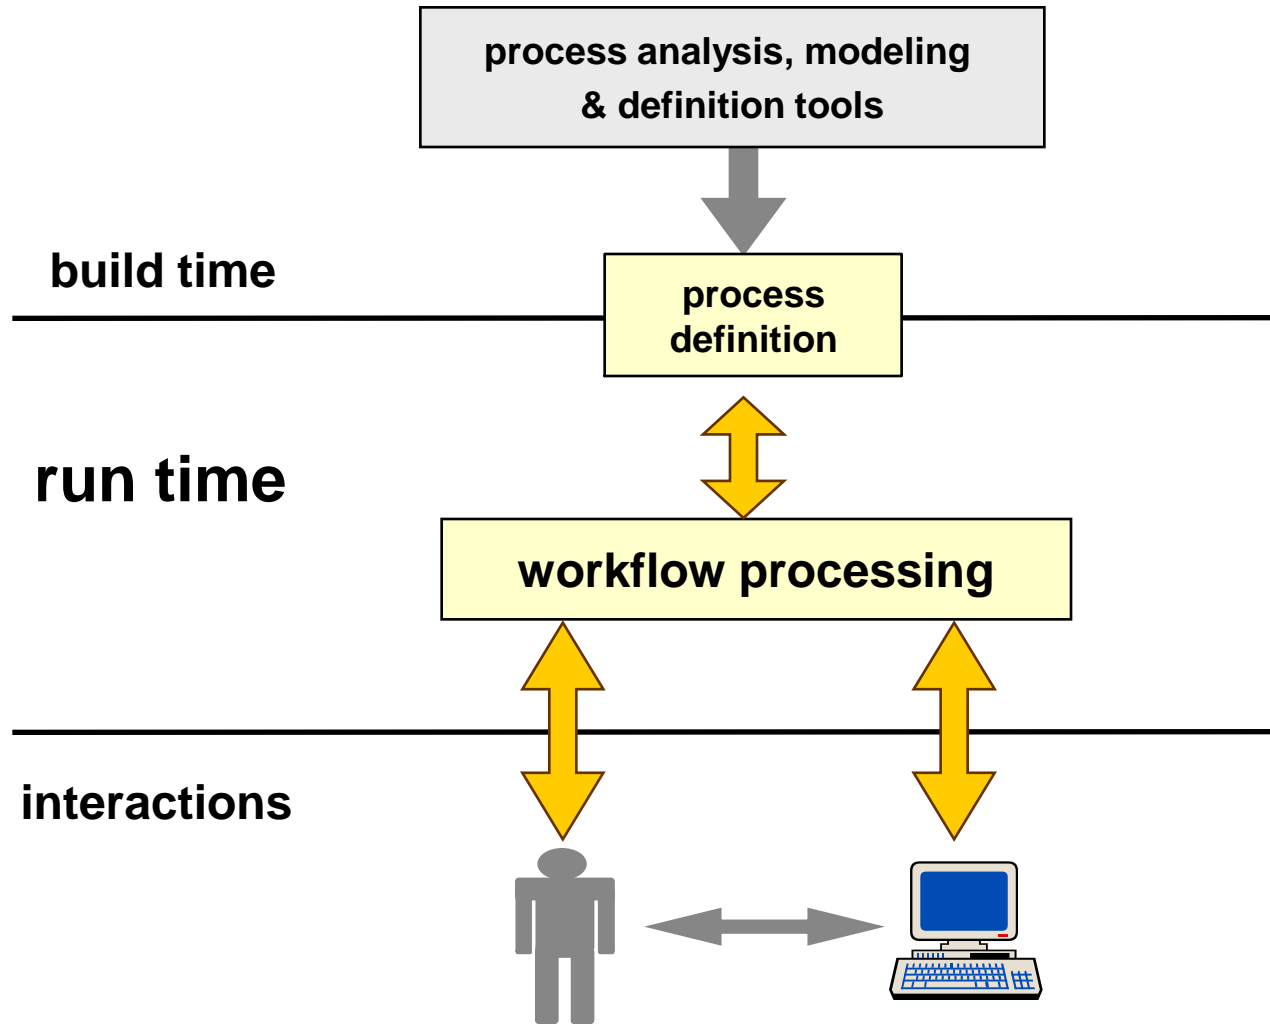 process analysis, modeling
& definition tools
build time
process
definition
run time
workflow processing
interactions